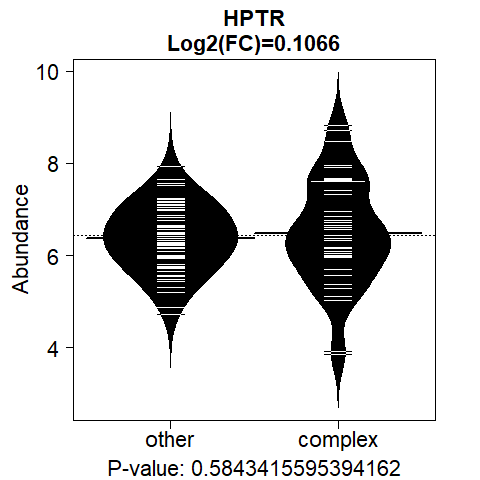 HPTR
Log2(FC)=0.1066
Abundance
10
8
6
4
other complex
P-value: 0.5843415595394162